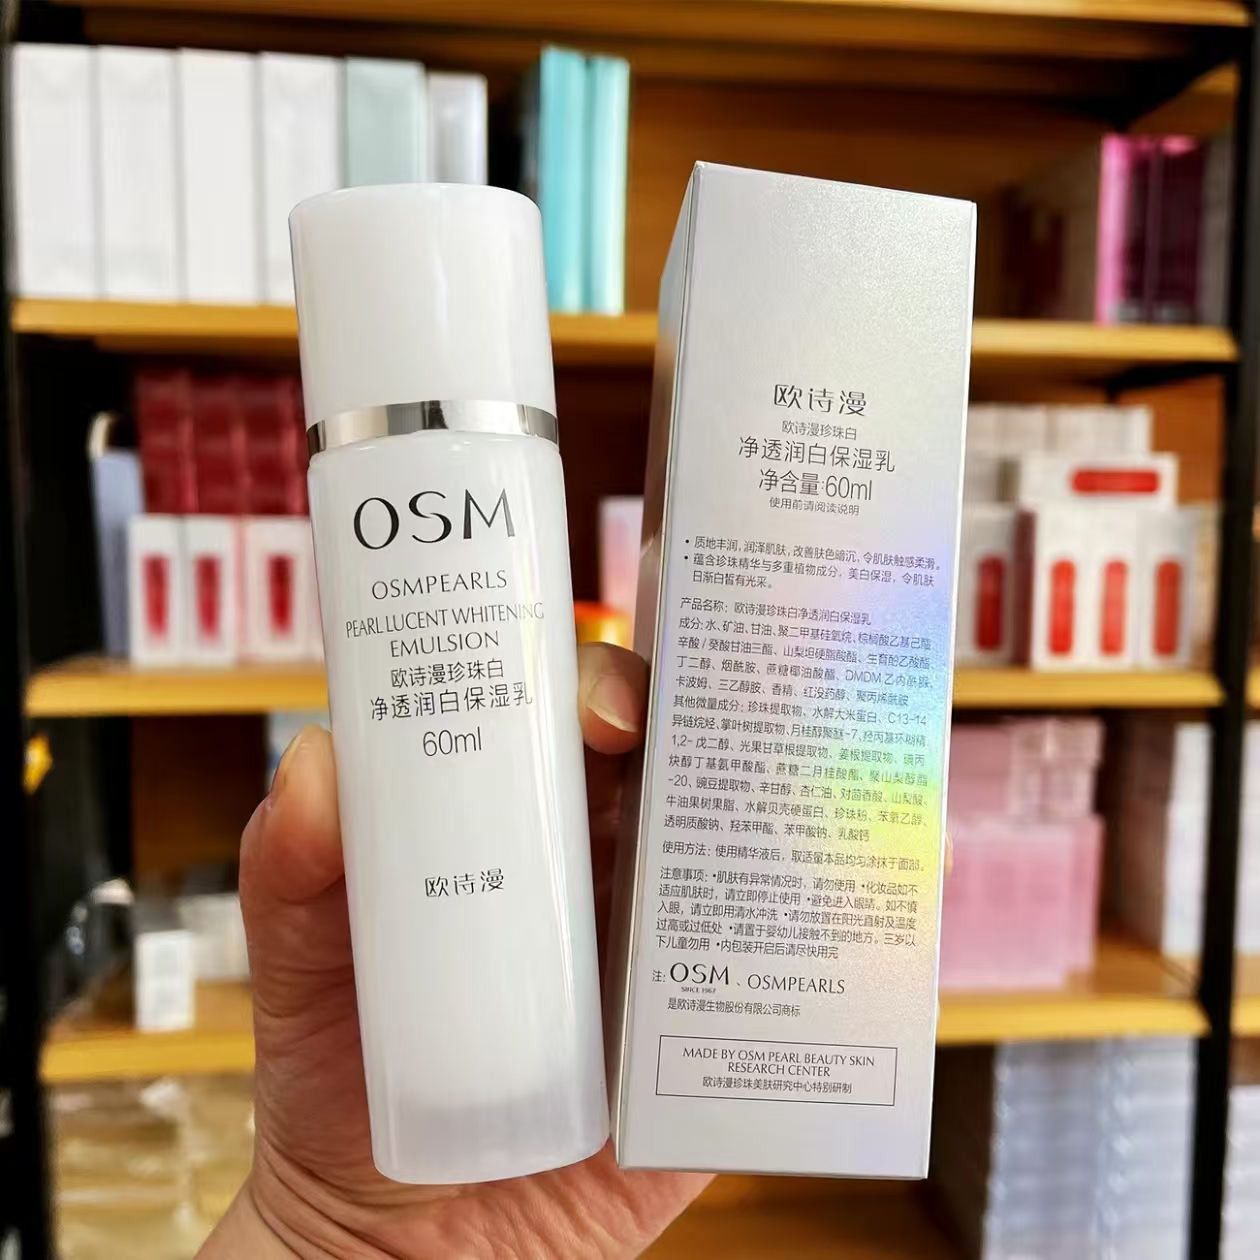 OSM
OSMPEARLS
PEARL LUCENT WHITENING
EMULSION
欧诗漫珍珠白
净透润白保湿乳
60ml
欧诗漫
欧诗漫
欧诗漫珍珠白
净透润白保湿乳
净含量:60ml
使用前请阅读说明
• 质地丰润,润泽肌肤,改善肤色暗沉,令肌肤触感柔滑。
• 蕴含珍珠精华与多重植物成分,美白保湿,令肌肤
日渐白皙有光采。
产品名称:欧诗漫珍珠白净透润白保湿乳
成分:水、矿油、甘油、聚二甲基硅氧烷、棕榈酸乙基己酯、
辛酸/癸酸甘油三酯、山梨坦硬脂酸酯、生育酚乙酸酯、
丁二醇、烟酰胺、蔗糖椰油酸酯、DMDM乙内酰脲、
卡波姆、三乙醇胺、香精、红没药醇、聚丙烯酰胺
其他微量成分:珍珠提取物、水解大米蛋白、C13-14
异链烷烃、掌叶树提取物、月桂醇聚醚-7、羟丙基环糊精、
1,2-戊二醇、光果甘草根提取物、姜根提取物、碘丙
炔醇丁基氨甲酸酯、蔗糖二月桂酸酯、聚山梨醇酯
-20、豌豆提取物、辛甘醇、杏仁油、对茴香酸、山梨酸、
牛油果树果脂、水解贝壳硬蛋白、珍珠粉、苯氧乙醇、
透明质酸钠、羟苯甲酯、苯甲酸钠、乳酸钙
使用方法:使用精华液后,取适量本品均匀涂抹于面部。
注意事项:•肌肤有异常情况时,请勿使用 •化妆品如不
适应肌肤时,请立即停止使用 •避免进入眼睛。如不慎
入眼,请立即用清水冲洗 •请勿放置在阳光直射及温度
过高或过低处 •请置于婴幼儿接触不到的地方。三岁以
下儿童勿用 •内包装开启后请尽快用完
注:OSM、OSMPEARLS
SINCE 1967
是欧诗漫生物股份有限公司商标
MADE BY OSM PEARL BEAUTY SKIN
RESEARCH CENTER
欧诗漫珍珠美肤研究中心特别研制